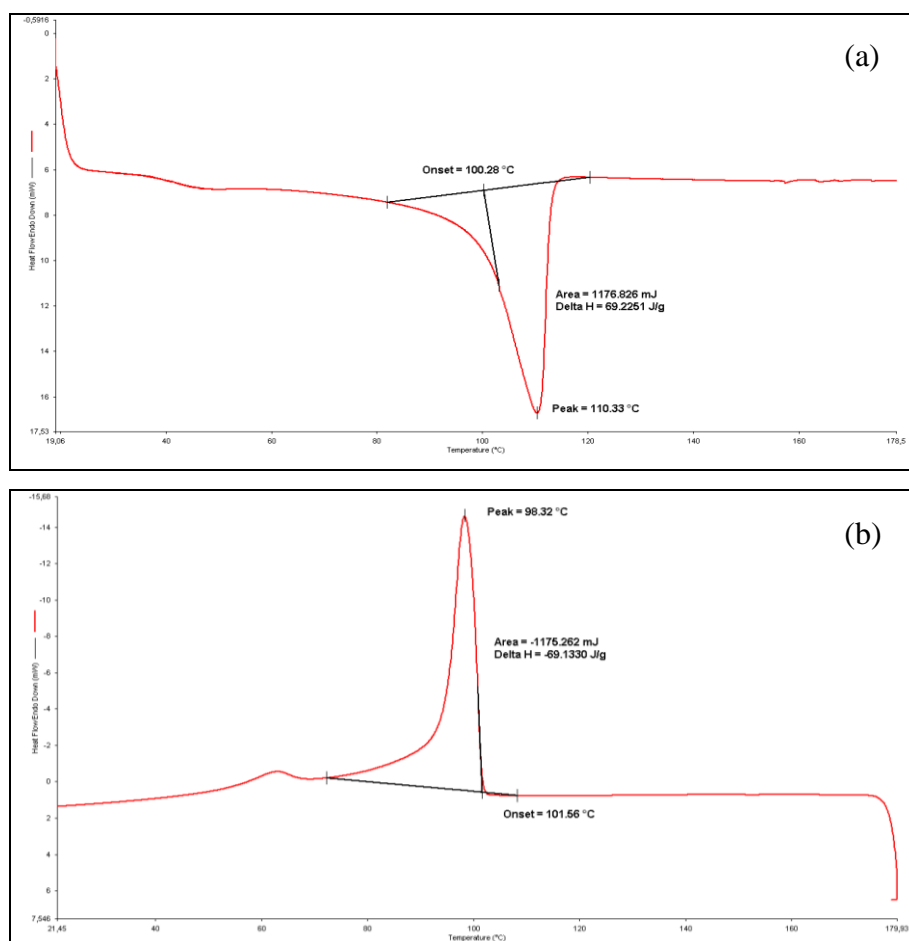 (a)
-0,5916
0
2
4
6
8
10
12
14
16
17,53
Heat Flow Endo Down (mW)
Onset = 100.28 °C
Area = 1176.826 mJ
Delta H = 69.2251 J/g
Peak = 110.33 °C
19,06
40
60
80
100
120
140
160
178,5
Temperature (°C)
(b)
-15,68
-14
-10
-8
-6
-4
-2
0
2
4
6
7,546
Heat Flow Endo Down (mW)
Peak = 98.32 °C
Area = -1175.262 mJ
Delta H = -69.1330 J/g
Onset = 101.56 °C
21,45
40
60
80
100
120
140
160
179,93
Temperature (°C)